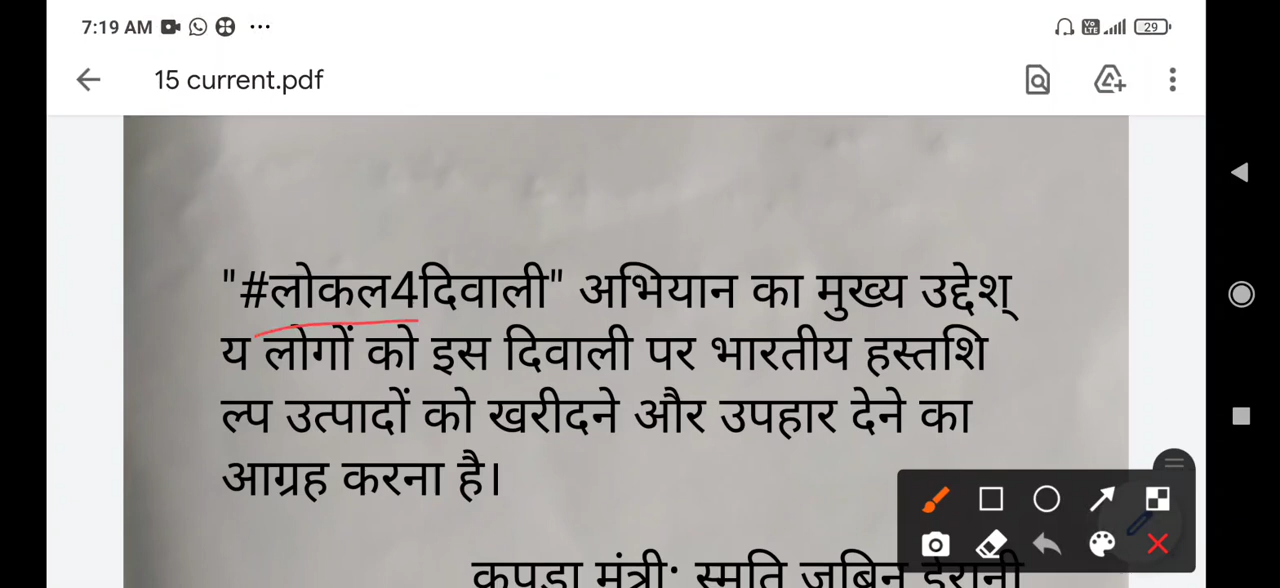 7:19 AM
29
15 current.pdf
"#लोकल4दिवाली" अभियान का मुख्य उद्देश्
य लोगों को इस दिवाली पर भारतीय हस्तशि
ल्प उत्पादों को खरीदने और उपहार देने का
आग्रह करना है।
कपड़ा मंत्री: स्मृति जुबिन ईरानी